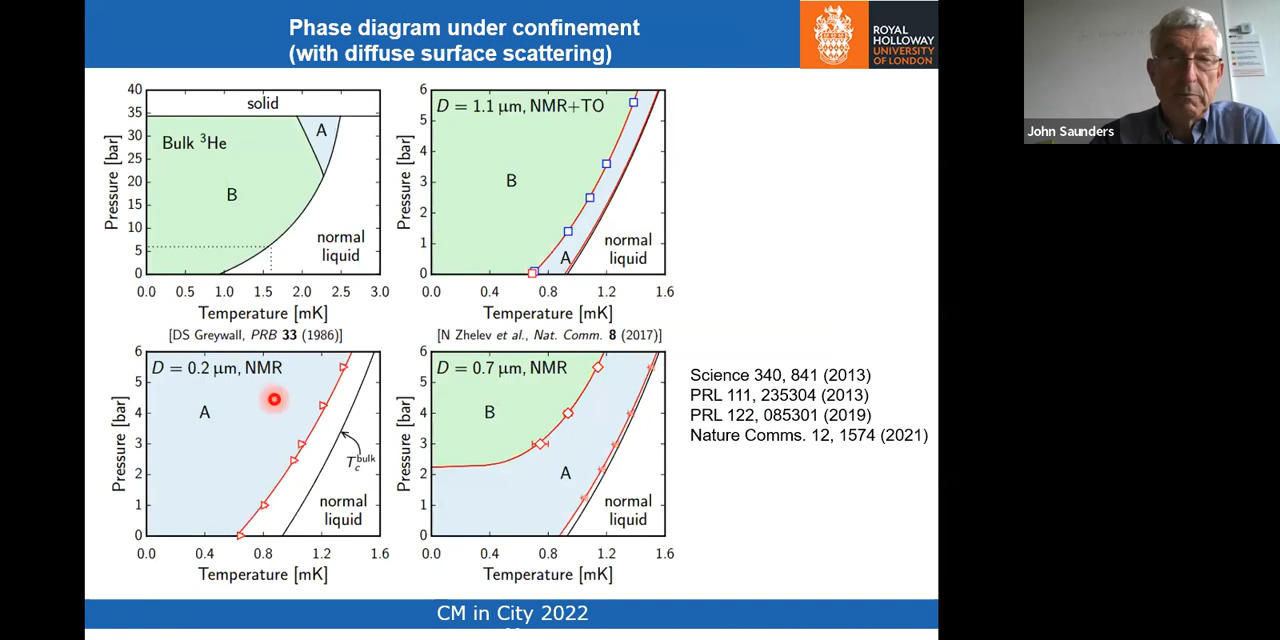 Phase diagram under confinement
(with diffuse surface scattering)
ROYAL
HOLLOWAY
UNIVERSITY
OF LONDON
John Saunders
40
35
30
25
20
15
10
5
0
Pressure [bar]
solid
A
Bulk ³He
B
normal
liquid
0.0 0.5 1.0 1.5 2.0 2.5 3.0
Temperature [mK]
[DS Greywall, PRB 33 (1986)]
6
5
4
3
2
1
0
Pressure [bar]
D = 1.1 μm, NMR+TO
B
A
normal
liquid
0.0 0.4 0.8 1.2 1.6
Temperature [mK]
[N Zhelev et al., Nat. Comm. 8 (2017)]
6
5
4
3
2
1
0
Pressure [bar]
D = 0.2 μm, NMR
A
T_c^bulk
normal
liquid
0.0 0.4 0.8 1.2 1.6
Temperature [mK]
6
5
4
3
2
1
0
Pressure [bar]
D = 0.7 μm, NMR
B
A
normal
liquid
0.0 0.4 0.8 1.2 1.6
Temperature [mK]
Science 340, 841 (2013)
PRL 111, 235304 (2013)
PRL 122, 085301 (2019)
Nature Comms. 12, 1574 (2021)
CM in City 2022